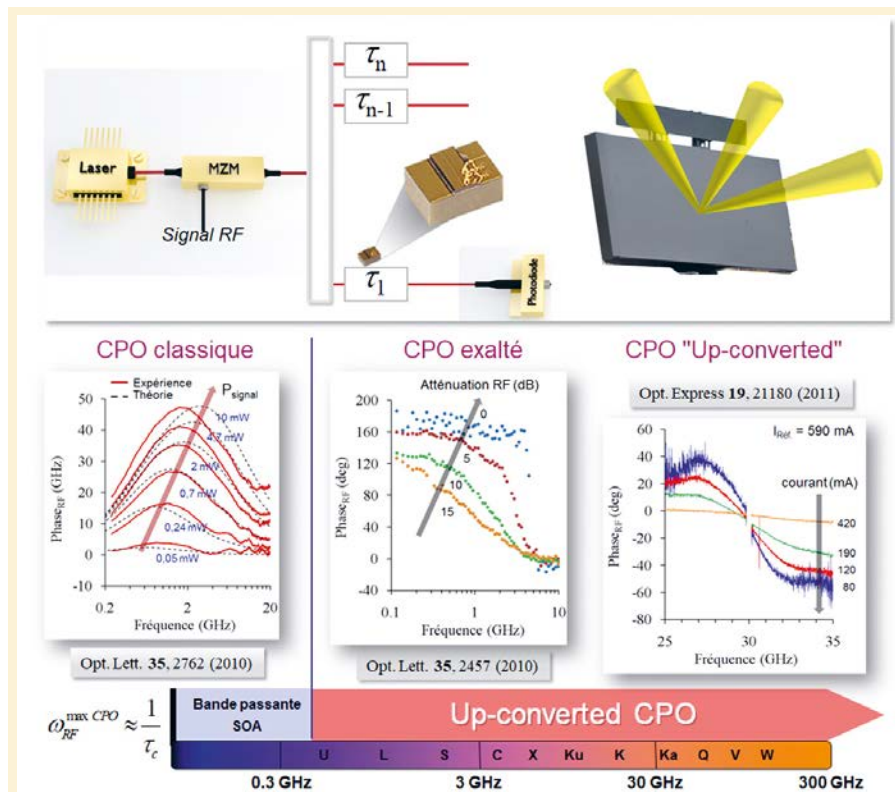 τn
τn-1
Laser
MZM
Signal RF
τ1
Photodiode
CPO classique
CPO exalté
CPO "Up-converted"
Opt. Express 19, 21180 (2011)
Expérience
Théorie
Psignal
10 mW
4,7 mW
2 mW
0,7 mW
0,24 mW
0,05 mW
PhaseRF (GHz)
50
40
30
20
10
0
-10
0.2
2
20
Fréquence (GHz)
Opt. Lett. 35, 2762 (2010)
Atténuation RF (dB)
0
5
10
15
PhaseRF (deg)
200
160
120
80
40
0
-40
0.1
1
10
Fréquence (GHz)
Opt. Lett. 35, 2457 (2010)
IRéf. = 590 mA
courant (mA)
420
190
120
80
PhaseRF (deg)
60
40
20
0
-20
-40
-60
-80
25
30
35
Fréquence (GHz)
ωRF max CPO ≈ 1/τc
Bande passante
SOA
Up-converted CPO
U L S C X Ku K Ka Q V W
0.3 GHz 3 GHz 30 GHz 300 GHz